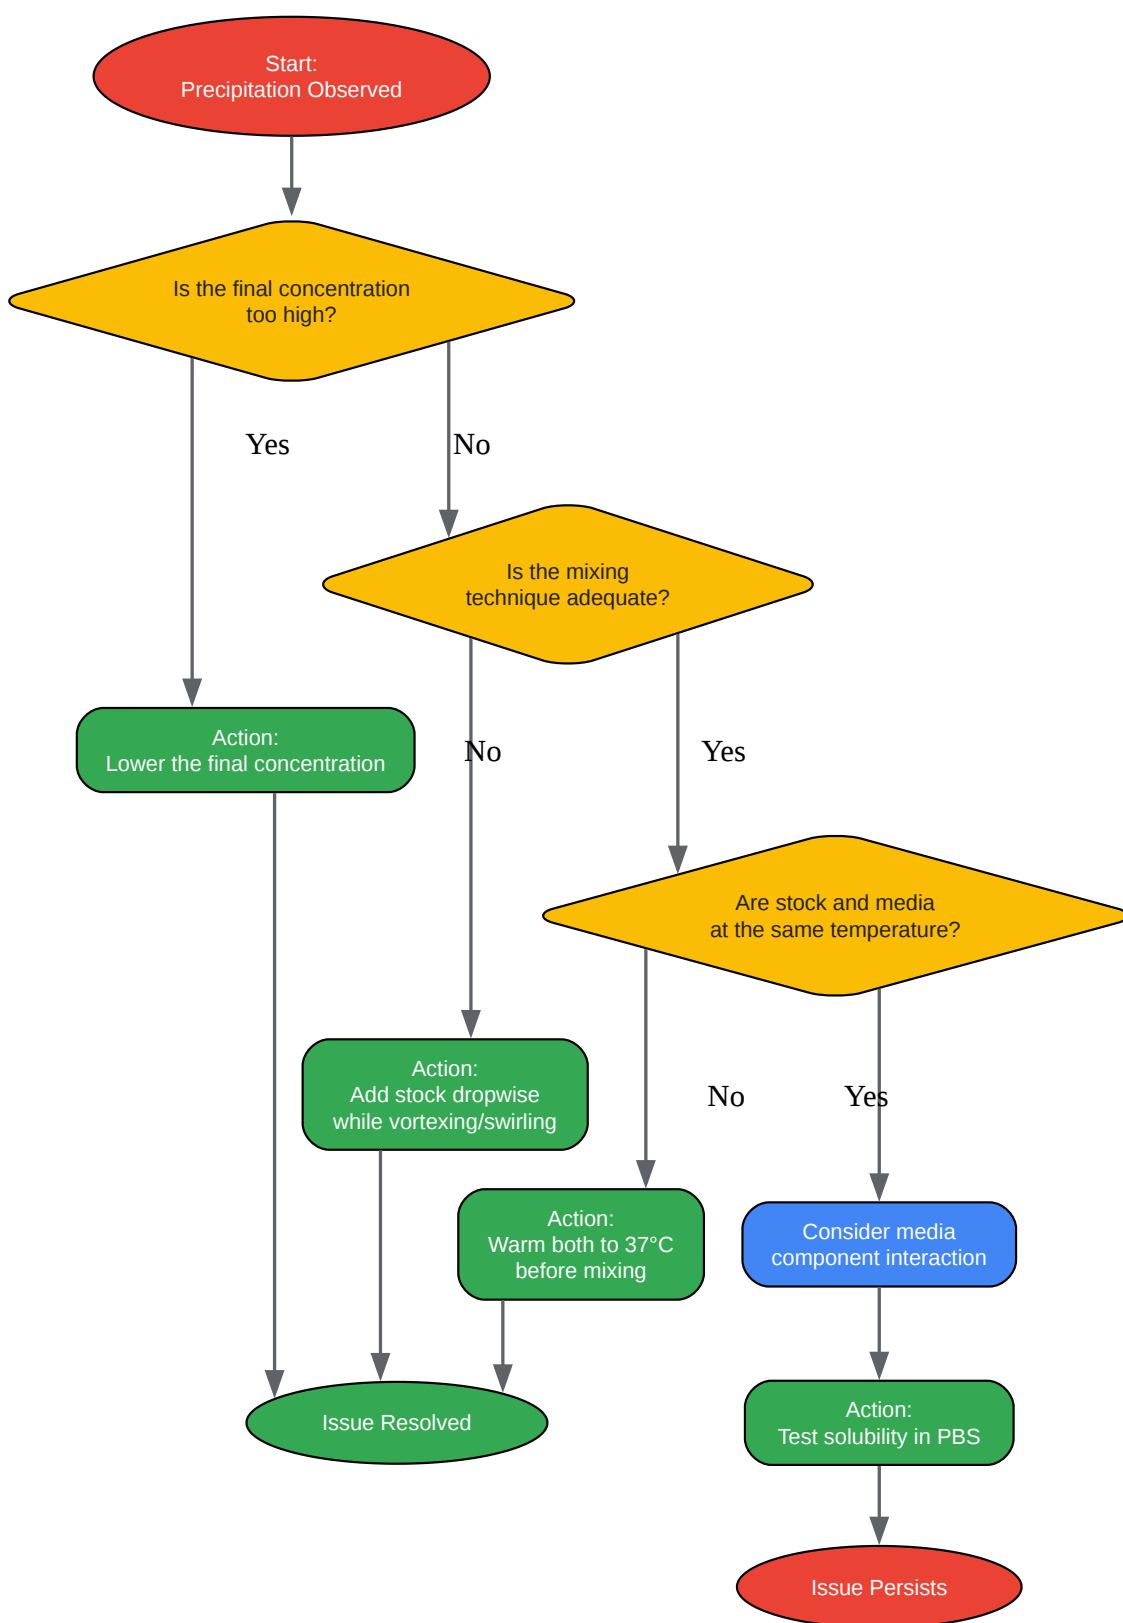 Start:
Precipitation Observed
Is the final concentration
too high?
Yes
No
Is the mixing
technique adequate?
Action:
Lower the final concentration
No
Yes
Are stock and media
at the same temperature?
Action:
Add stock dropwise
while vortexing/swirling
No
Yes
Action:
Warm both to 37°C
before mixing
Consider media
component interaction
Issue Resolved
Action:
Test solubility in PBS
Issue Persists